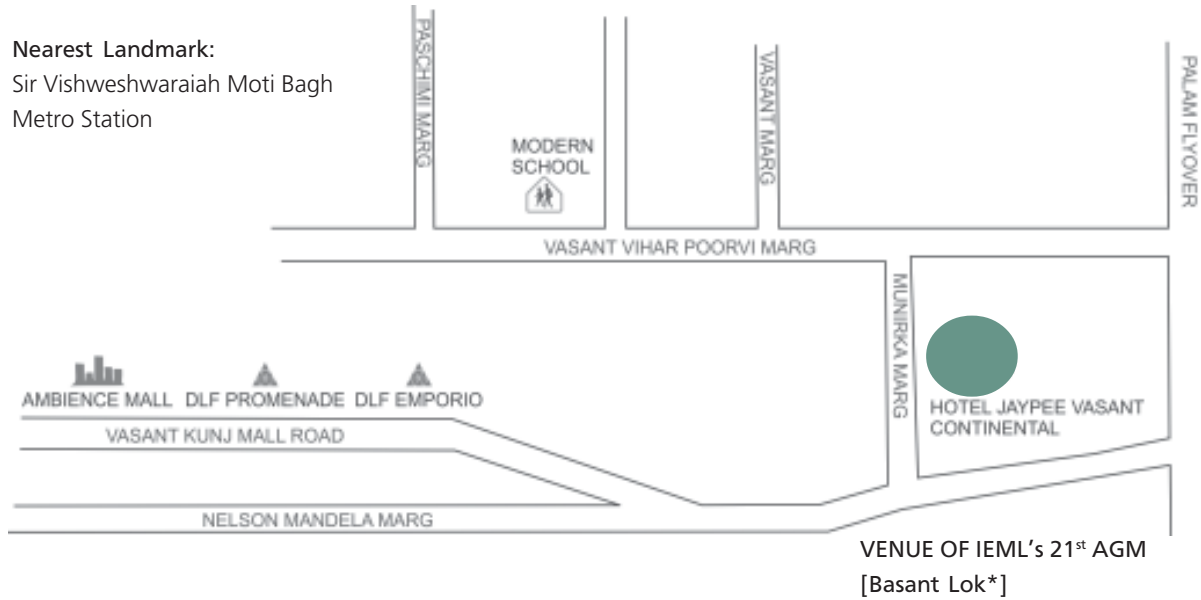 Nearest Landmark:
Sir Vishweshwaraiah Moti Bagh
Metro Station
PASCHIMI MARG
MODERN
SCHOOL
VASANT MARG
PALAM FLYOVER
VASANT VIHAR POORVI MARG
MUNIRKA MARG
AMBIENCE MALL DLF PROMENADE DLF EMPORIO
HOTEL JAYPEE VASANT
CONTINENTAL
VASANT KUNJ MALL ROAD
NELSON MANDELA MARG
VENUE OF IEML's 21st AGM
[Basant Lok*]